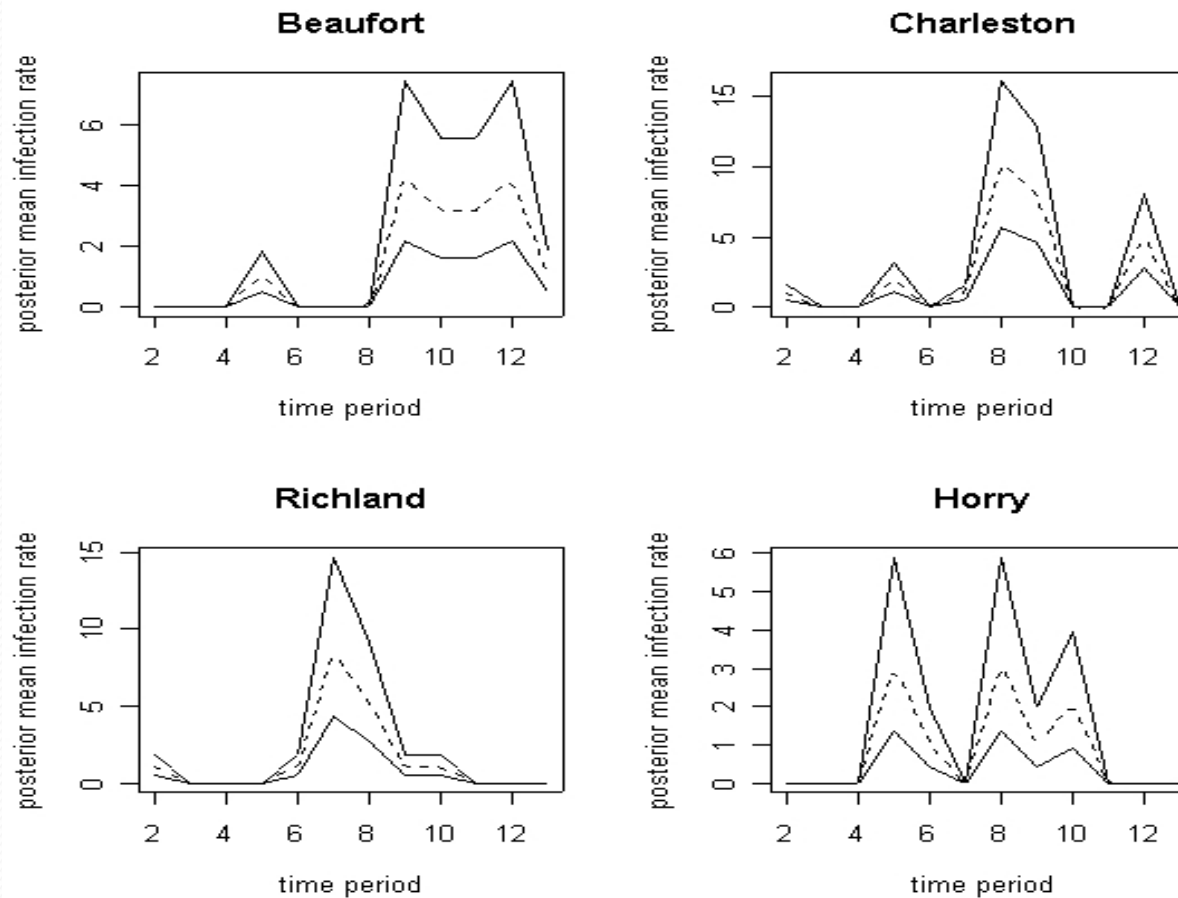 Beaufort
posterior mean infection rate
6
4
2
0
2 4 6 8 10 12
time period
Charleston
posterior mean infection rate
15
10
5
0
2 4 6 8 10 12
time period
Richland
posterior mean infection rate
15
10
5
0
2 4 6 8 10 12
time period
Horry
posterior mean infection rate
6
5
4
3
2
1
0
2 4 6 8 10 12
time period